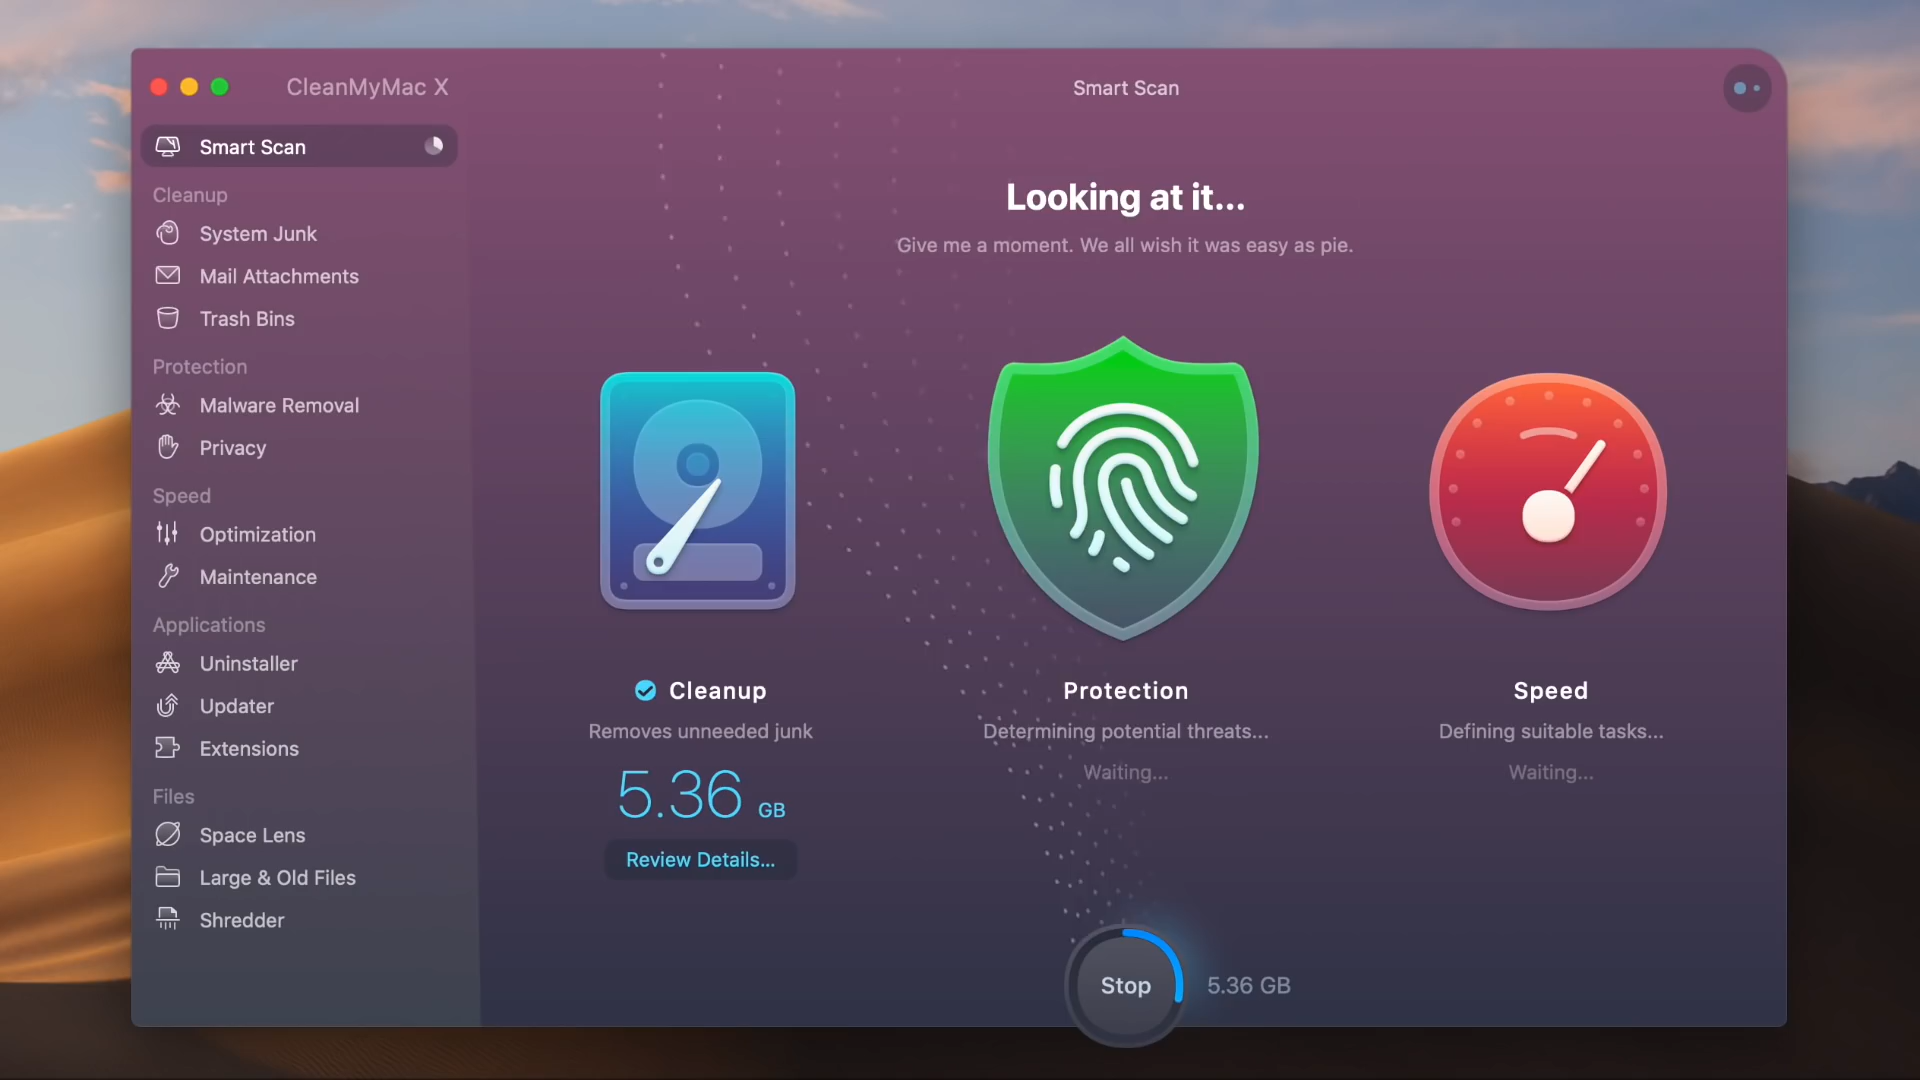 CleanMyMac X
Smart Scan
Smart Scan
Cleanup
System Junk
Mail Attachments
Trash Bins
Protection
Malware Removal
Privacy
Speed
Optimization
Maintenance
Applications
Uninstaller
Updater
Extensions
Files
Space Lens
Large & Old Files
Shredder
Looking at it...
Give me a moment. We all wish it was easy as pie.
Cleanup
Removes unneeded junk
5.36 GB
Review Details...
Protection
Determining potential threats...
Waiting...
Speed
Defining suitable tasks...
Waiting...
Stop
5.36 GB